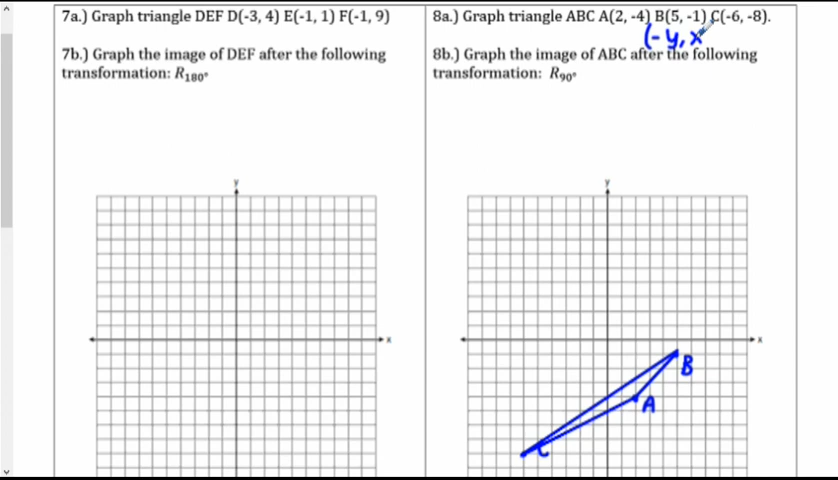 7a.) Graph triangle DEF D(-3, 4) E(-1, 1) F(-1, 9)
7b.) Graph the image of DEF after the following
transformation: R180°
y
x
8a.) Graph triangle ABC A(2, -4) B(5, -1) C(-6, -8).
(-y, x
8b.) Graph the image of ABC after the following
transformation: R90°
y
x
B
A
C